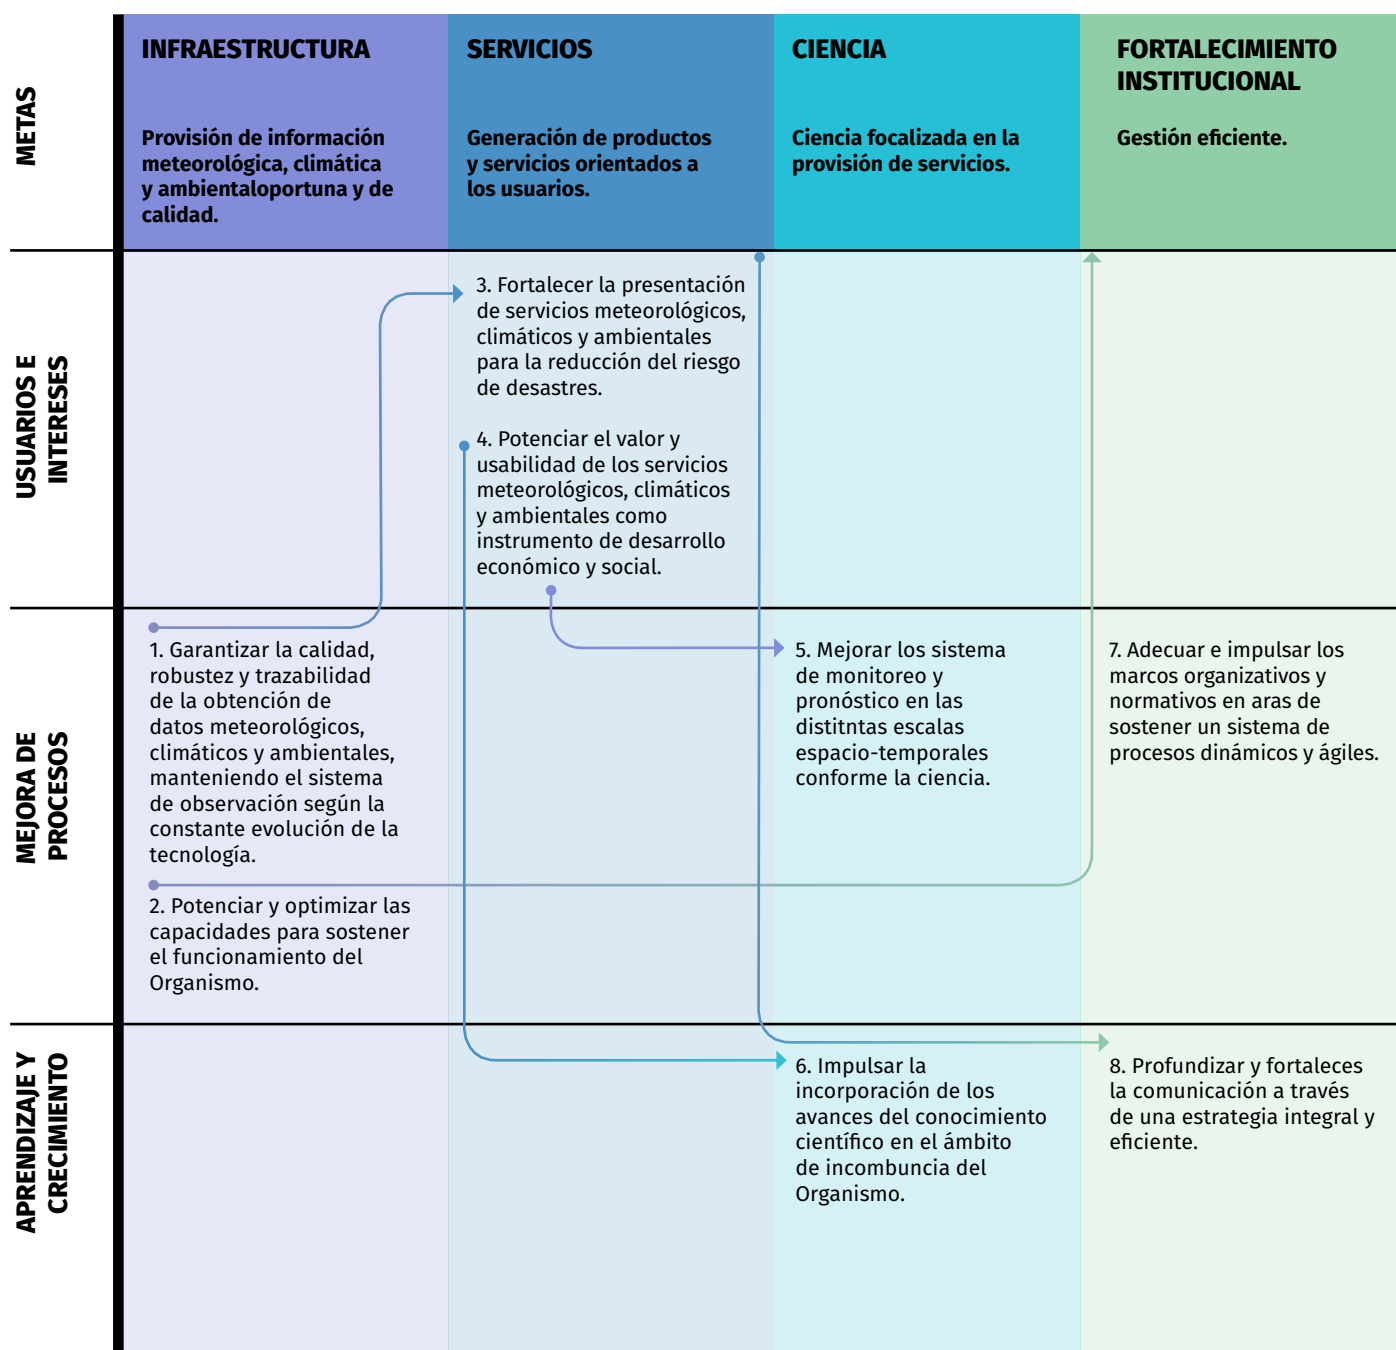 METAS
INFRAESTRUCTURA
Provisión de información
meteorológica, climática
y ambientaloportuna y de
calidad.
SERVICIOS
Generación de productos
y servicios orientados a
los usuarios.
CIENCIA
Ciencia focalizada en la
provisión de servicios.
FORTALECIMIENTO
INSTITUCIONAL
Gestión eficiente.
USUARIOS E
INTERESES
3. Fortalecer la presentación
de servicios meteorológicos,
climáticos y ambientales
para la reducción del riesgo
de desastres.
4. Potenciar el valor y
usabilidad de los servicios
meteorológicos, climáticos
y ambientales como
instrumento de desarrollo
económico y social.
MEJORA DE
PROCESOS
1. Garantizar la calidad,
robustez y trazabilidad
de la obtención de
datos meteorológicos,
climáticos y ambientales,
manteniendo el sistema
de observación según la
constante evolución de la
tecnología.
2. Potenciar y optimizar las
capacidades para sostener
el funcionamiento del
Organismo.
5. Mejorar los sistema
de monitoreo y
pronóstico en las
distitntas escalas
espacio-temporales
conforme la ciencia.
7. Adecuar e impulsar los
marcos organizativos y
normativos en aras de
sostener un sistema de
procesos dinámicos y ágiles.
APRENDIZAJE Y
CRECIMIENTO
6. Impulsar la
incorporación de los
avances del conocimiento
científico en el ámbito
de incombuncia del
Organismo.
8. Profundizar y fortaleces
la comunicación a través
de una estrategia integral y
eficiente.